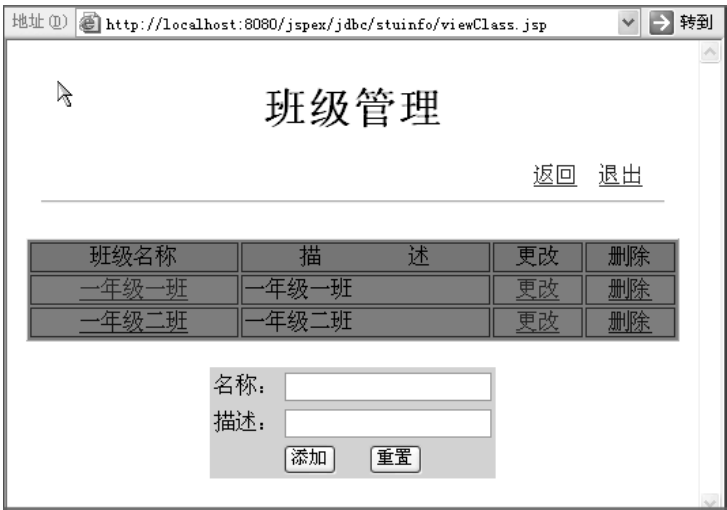 地址(D) http://localhost:8080/jspex/jdbc/stuinfo/viewClass.jsp 转到
班级管理
返回 退出
班级名称 描 述 更改 删除
一年级一班 一年级一班 更改 删除
一年级二班 一年级二班 更改 删除
名称：
描述：
添加 重置